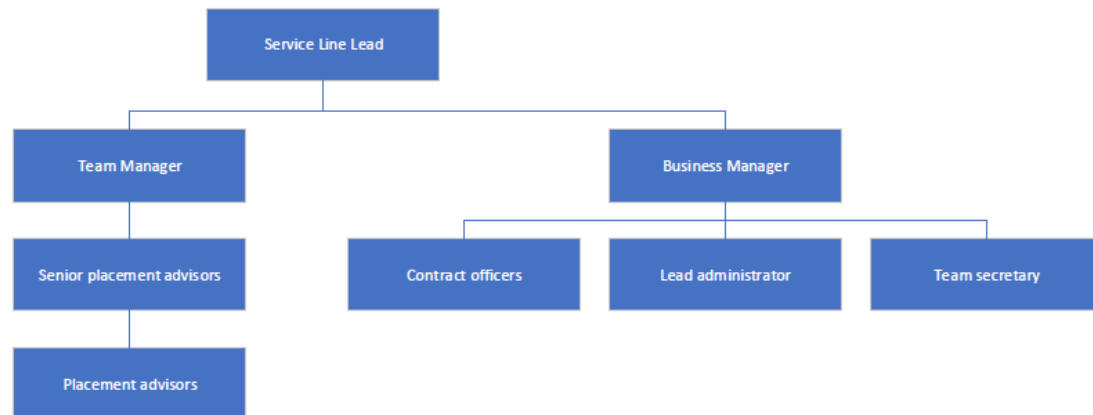 Service Line Lead
Team Manager
Business Manager
Senior placement advisors
Contract officers
Lead administrator
Team secretary
Placement advisors